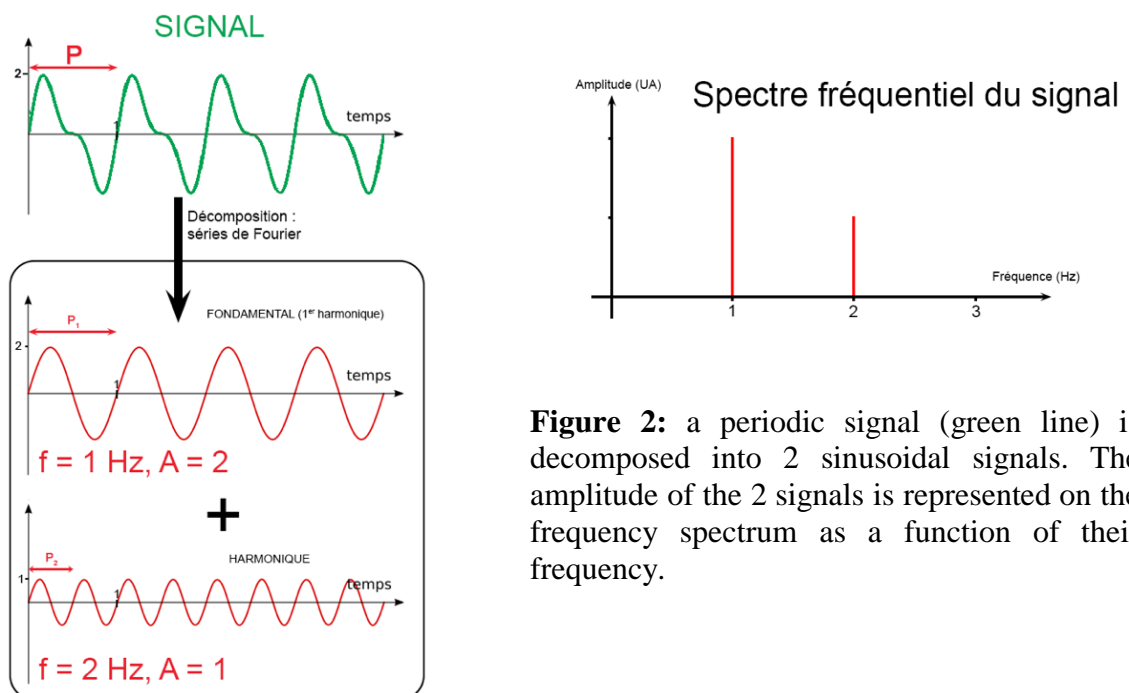 SIGNAL
P
2
temps
1
Décomposition :
séries de Fourier
P1
FONDAMENTAL (1er harmonique)
2
temps
1
f = 1 Hz, A = 2
+
P2
HARMONIQUE
1
temps
1
f = 2 Hz, A = 1
Amplitude (UA)
Spectre fréquentiel du signal
Fréquence (Hz)
1 2 3
Figure 2: a periodic signal (green line) i
decomposed into 2 sinusoidal signals. The
amplitude of the 2 signals is represented on the
frequency spectrum as a function of thei
frequency.